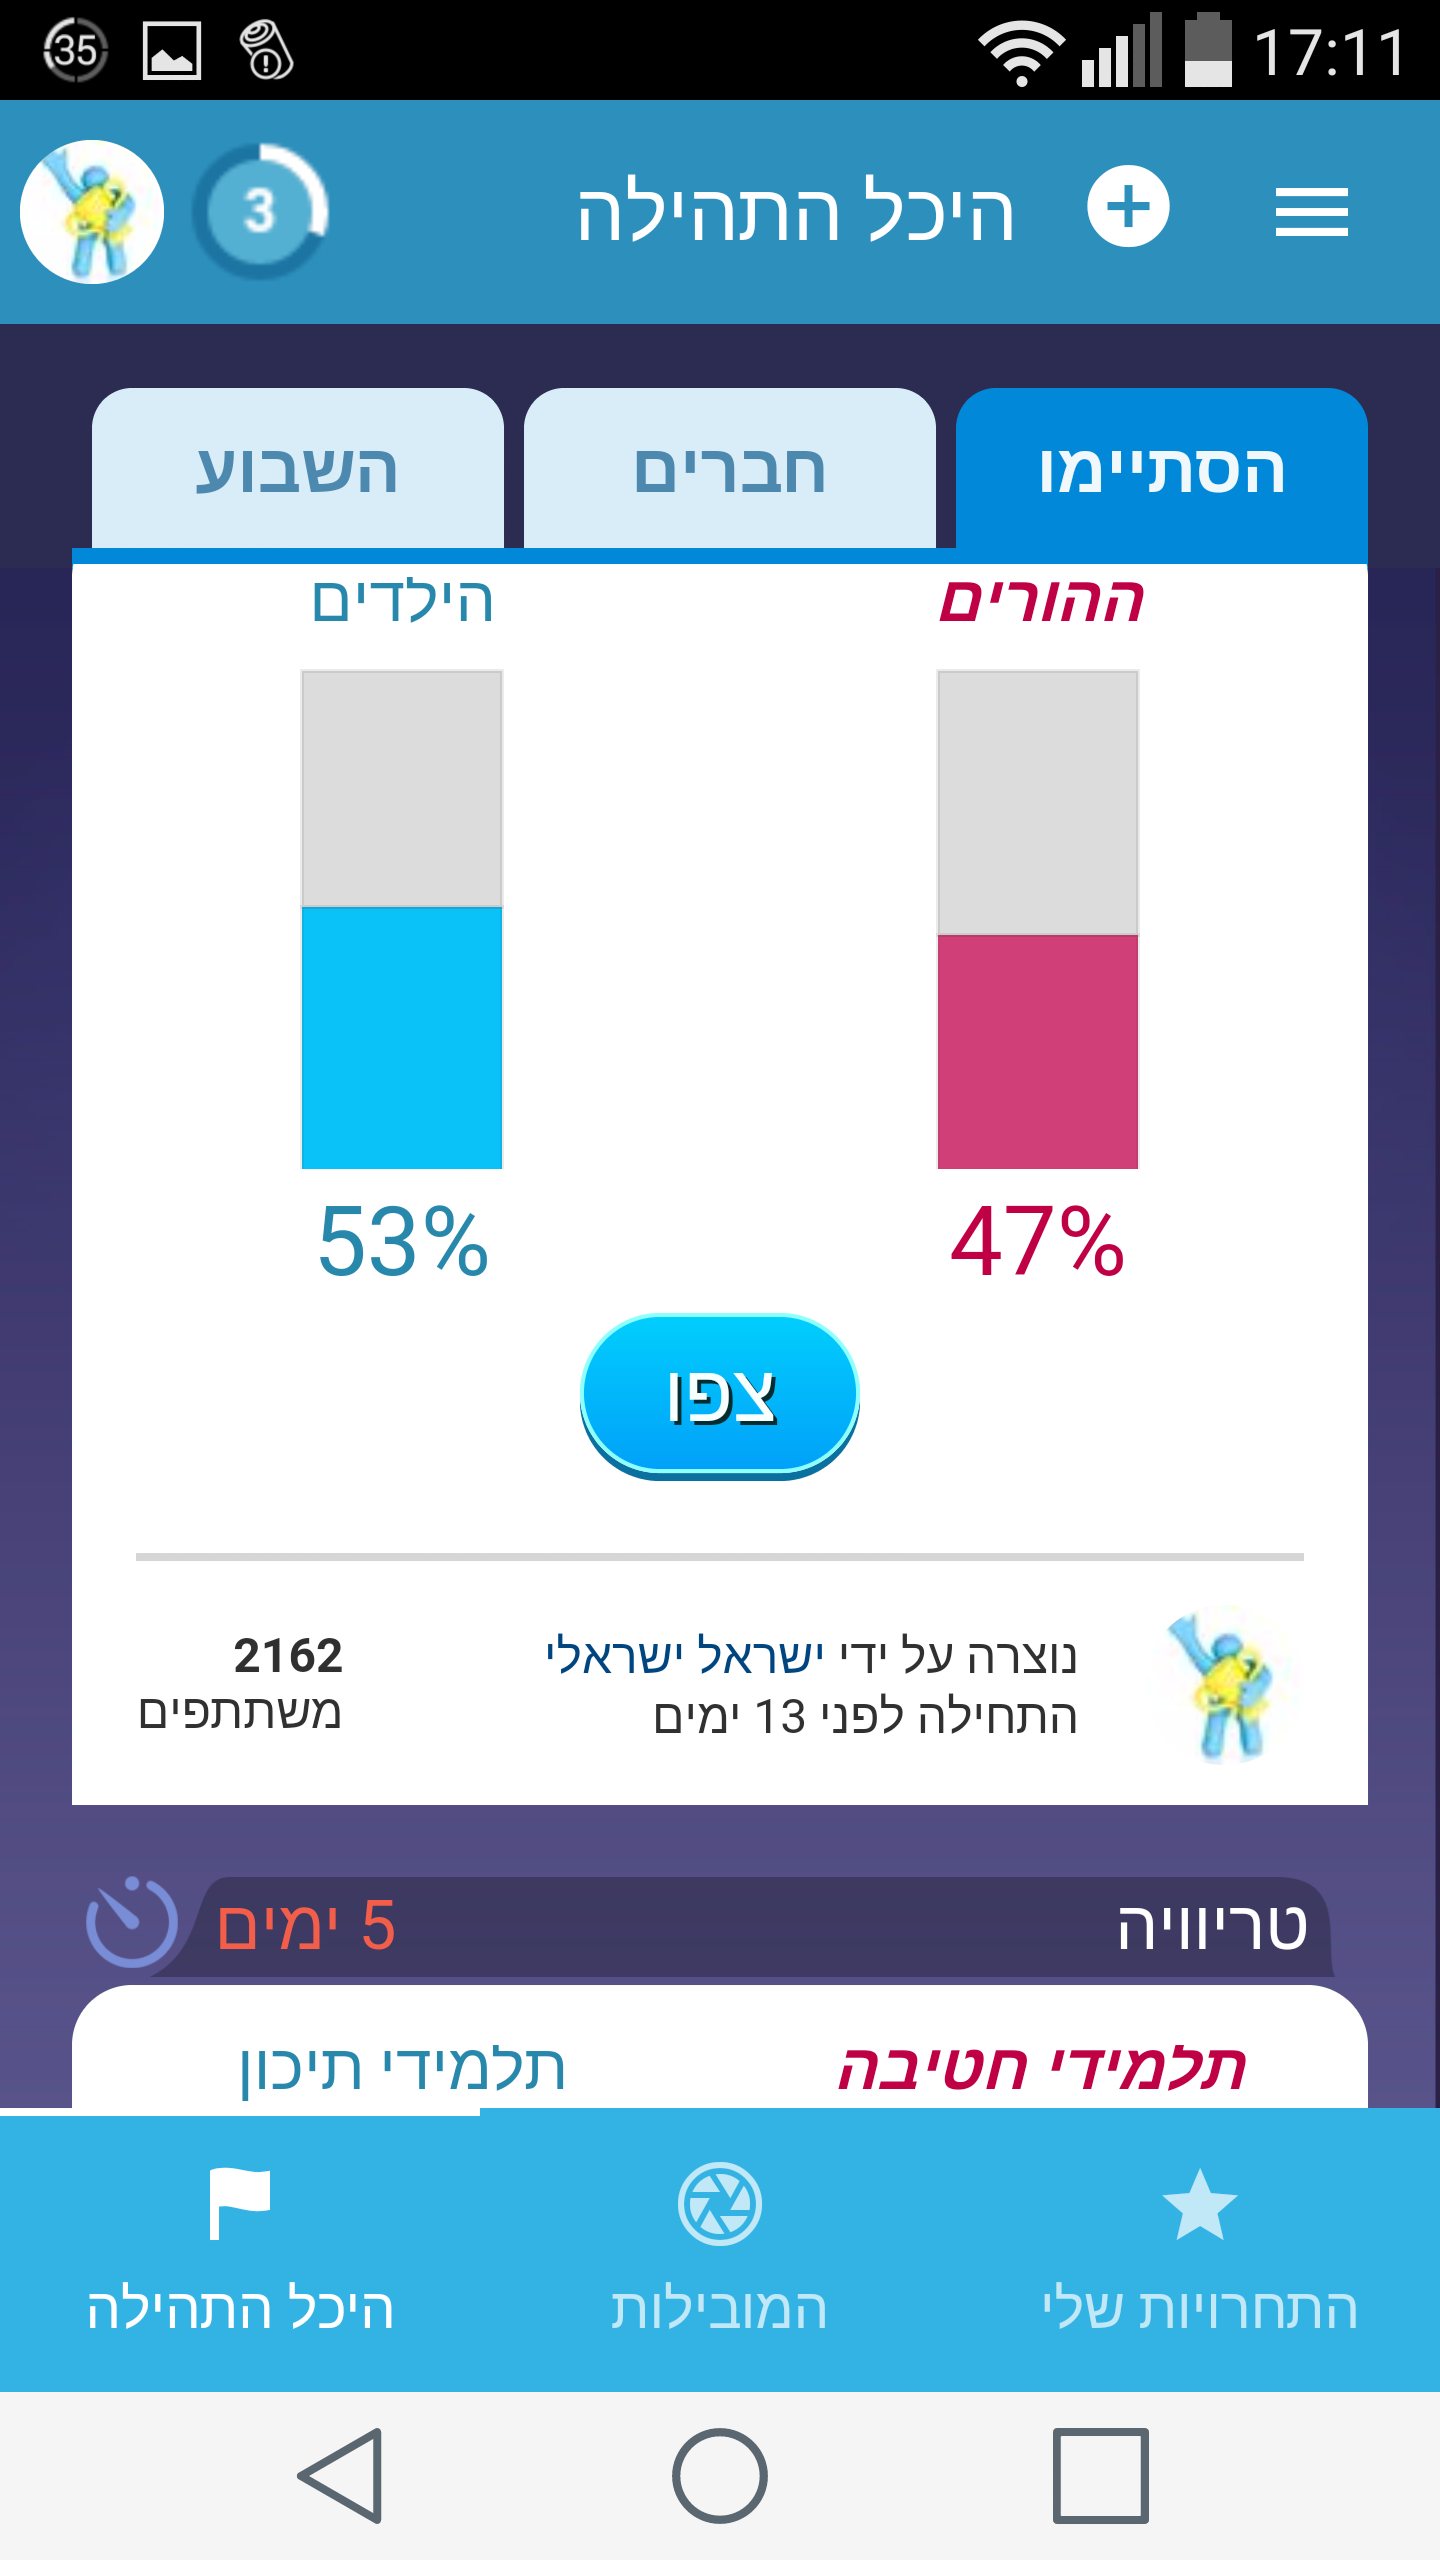 35
17:11
3
היכל התהילה
הסתיימו
חברים
השבוע
ההורים
הילדים
47%
53%
צפו
נוצרה על ידי ישראל ישראלי
התחילה לפני 13 ימים
2162
משתתפים
טריוויה
5 ימים
תלמידי חטיבה
תלמידי תיכון
התחרויות שלי
המובילות
היכל התהילה